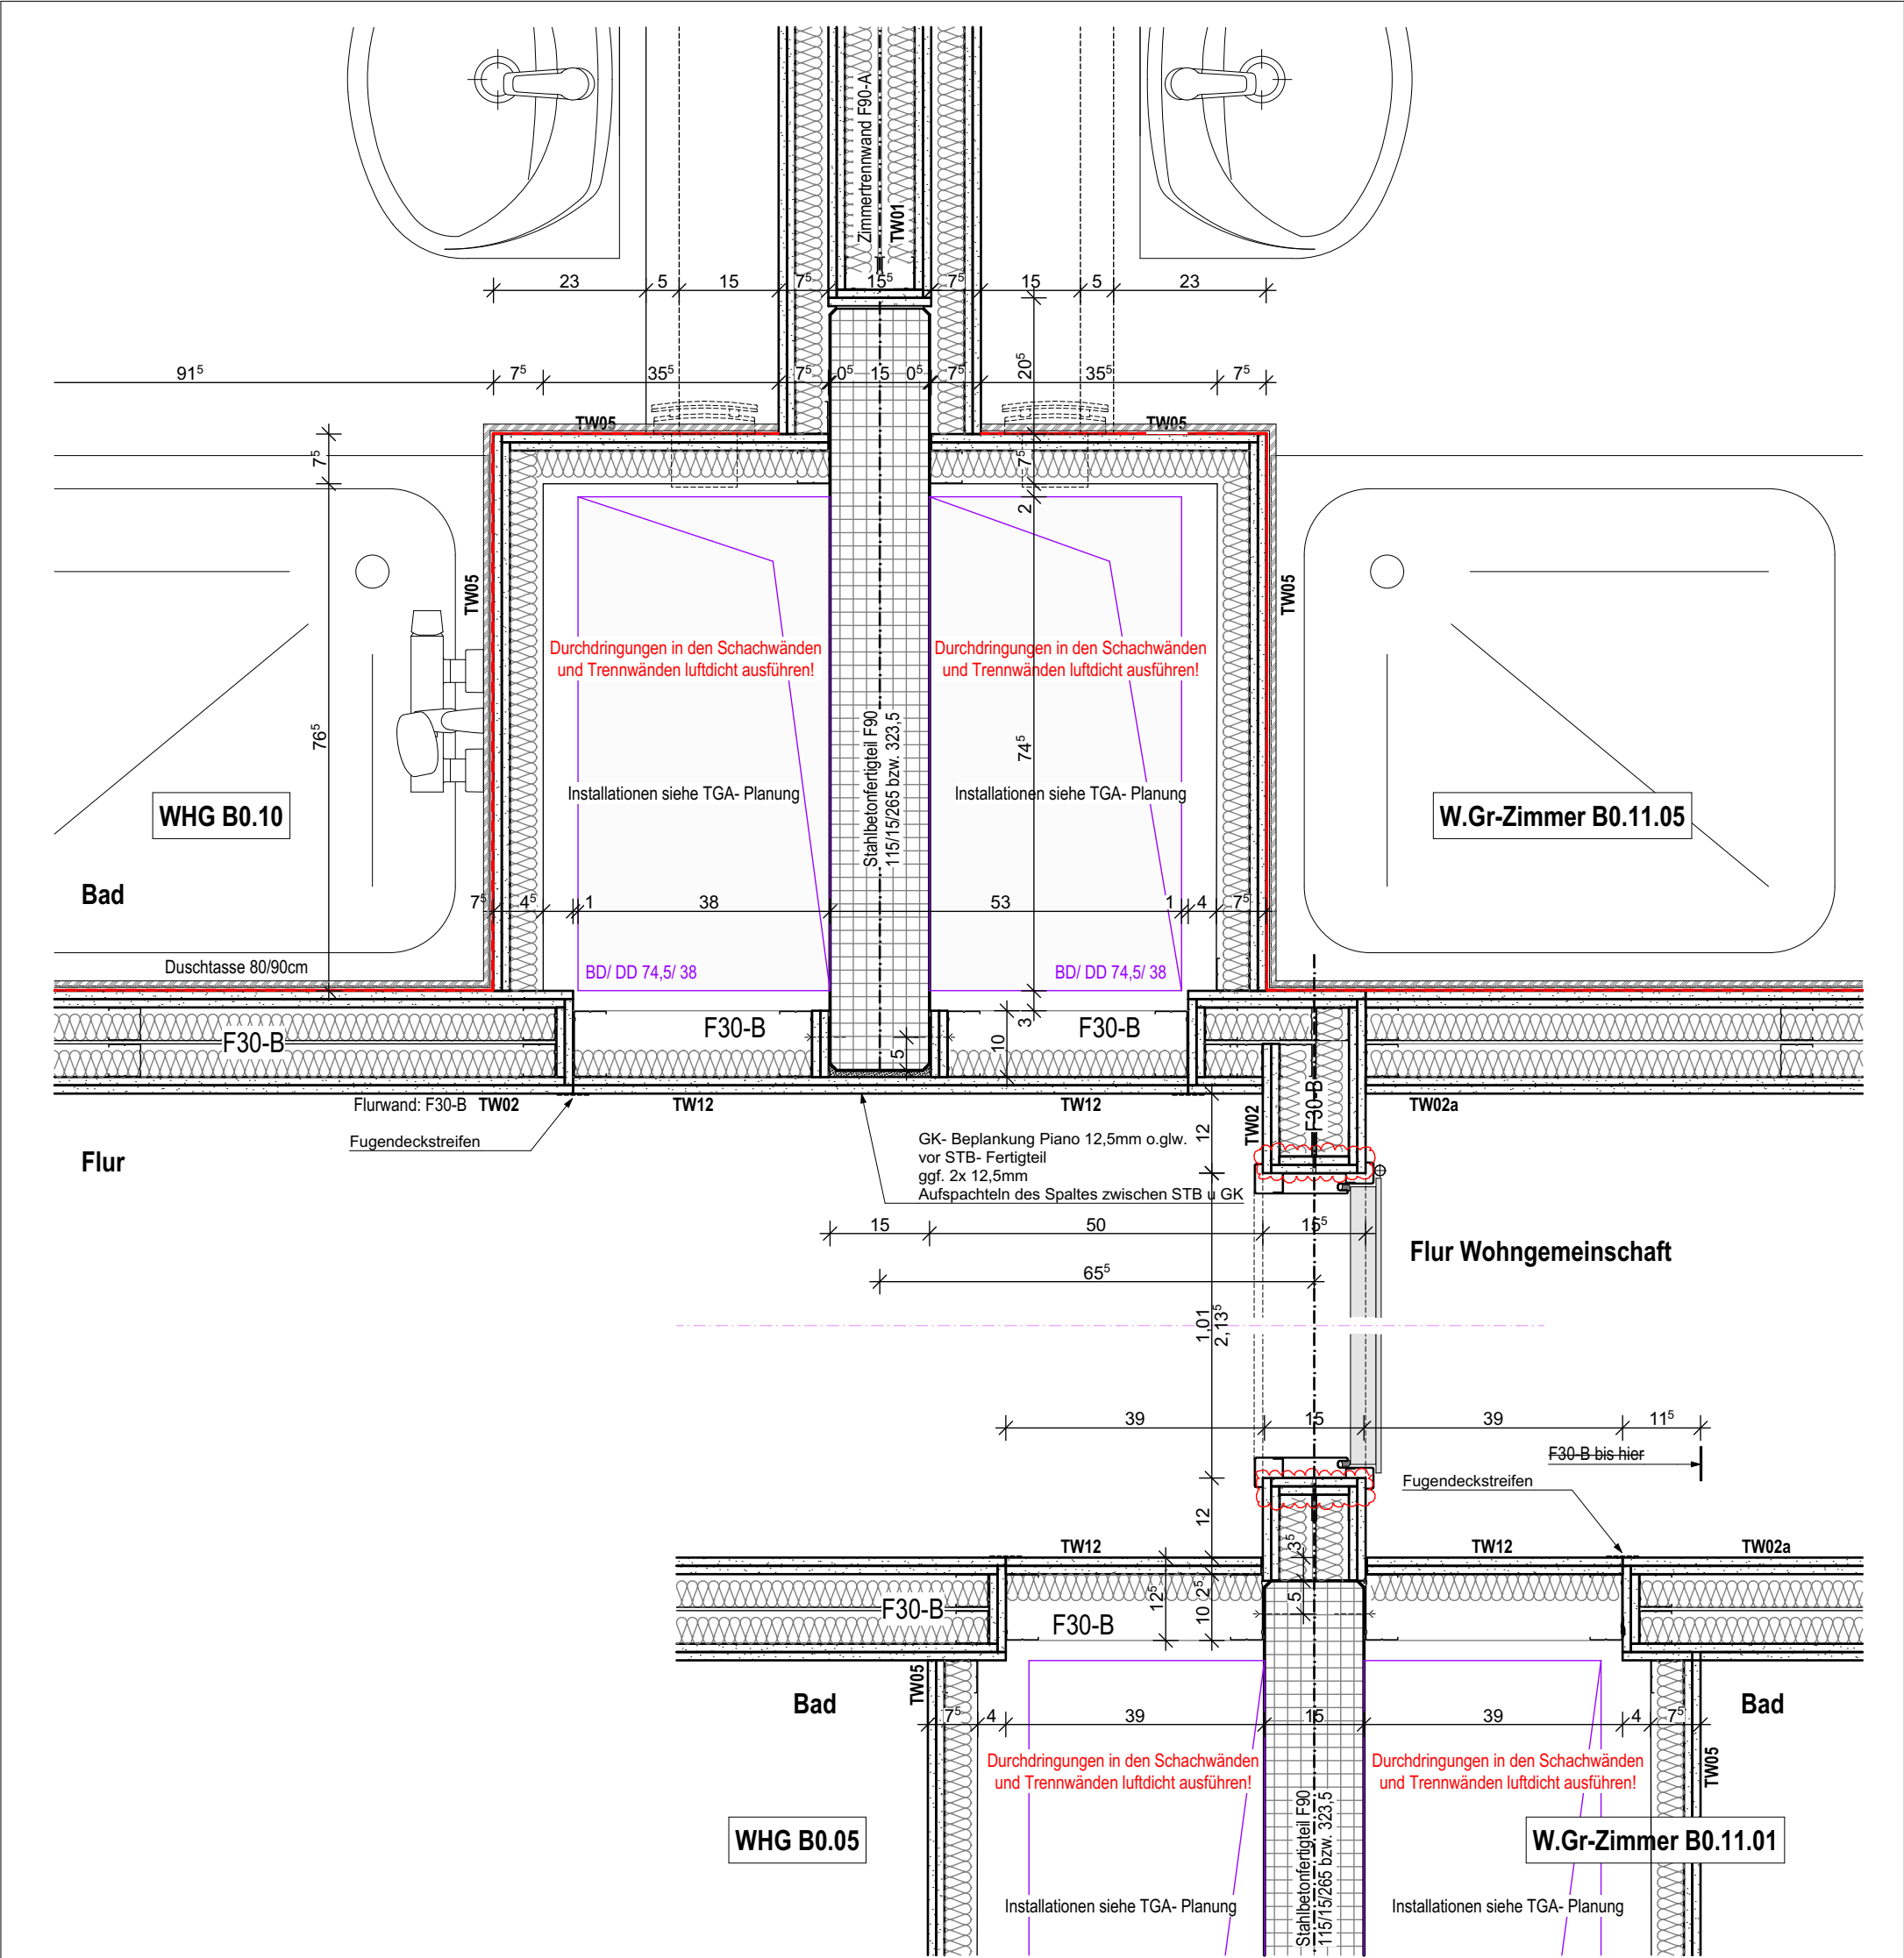 Zimmertrennwand F90-A
TW01
23 5 15 7⁵ 15⁵ 7⁵ 15 5 23
91⁵ 7⁵ 35⁵ 7⁵ 0⁵ 15 0⁵ 7⁵ 20⁵ 35⁵ 7⁵
TW05 TW05
7⁵ 7⁵
2
TW05 TW05
Durchdringungen in den Schachwänden
und Trennwänden luftdicht ausführen!
Durchdringungen in den Schachwänden
und Trennwänden luftdicht ausführen!
76⁵
Stahlbetonfertigteil F90
115/15/265 bzw. 323,5
74⁵
Installationen siehe TGA- Planung
Installationen siehe TGA- Planung
WHG B0.10
W.Gr-Zimmer B0.11.05
Bad
7⁵ 4⁵ 1 38 53 1 4 7⁵
Duschtasse 80/90cm
BD/ DD 74,5/ 38
BD/ DD 74,5/ 38
F30-B
F30-B
F30-B
5 10 3
Flurwand: F30-B TW02
TW12
TW12
TW02
F30-B
TW02a
Fugendeckstreifen
Flur
GK- Beplankung Piano 12,5mm o.glw.
vor STB- Fertigteil
ggf. 2x 12,5mm
Aufspachteln des Spaltes zwischen STB u GK
12
15 50 15⁵
65⁵
Flur Wohngemeinschaft
1,01
2,13⁵
39 15 39 11⁵
F30-B bis hier
Fugendeckstreifen
12
TW12
3⁵
TW12
TW02a
F30-B
F30-B
12⁵ 10 2⁵ 5
TW05
Bad
Bad
7⁵ 4 39 15 39 4 7⁵
Durchdringungen in den Schachwänden
und Trennwänden luftdicht ausführen!
Durchdringungen in den Schachwänden
und Trennwänden luftdicht ausführen!
TW05
Stahlbetonfertigteil F90
115/15/265 bzw. 323,5
WHG B0.05
W.Gr-Zimmer B0.11.01
Installationen siehe TGA- Planung
Installationen siehe TGA- Planung